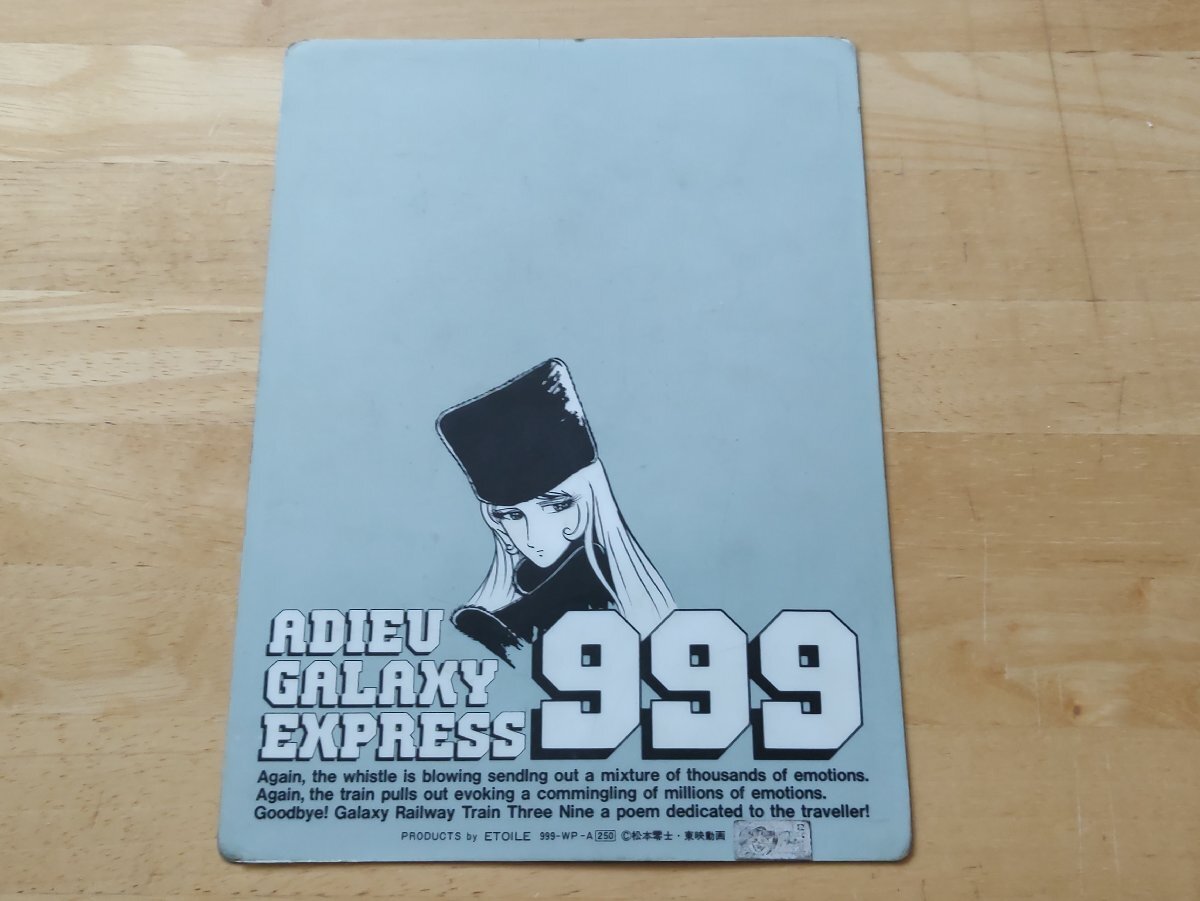 ADIEU
GALAXY
EXPRESS
999
Again, the whistle is blowing sending out a mixture of thousands of emotions.
Again, the train pulls out evoking a commingling of millions of emotions.
Goodbye! Galaxy Railway Train Three Nine a poem dedicated to the traveller!
PRODUCTS by ETOILE 999-WP-A 250 ©松本零士・東映動画